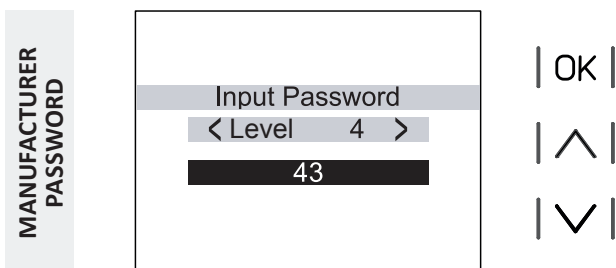 MANUFACTURER
PASSWORD
Input Password
< Level 4 >
43
OK